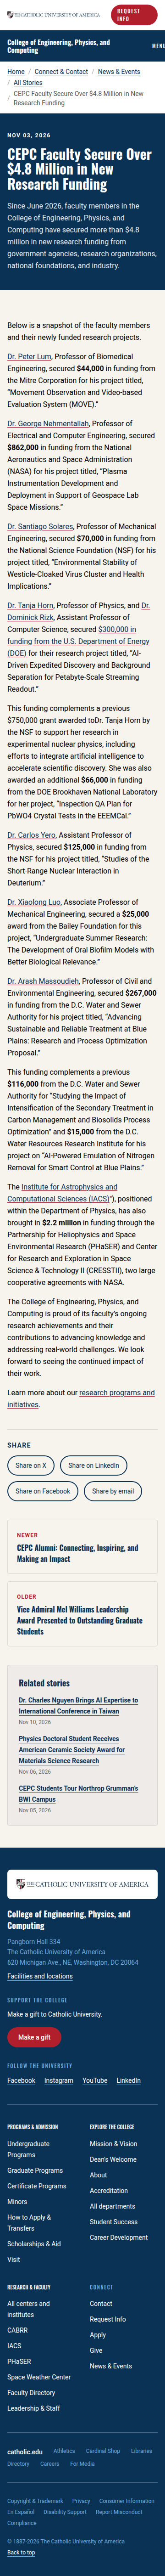 THE CATHOLIC UNIVERSITY OF AMERICA
REQUEST
INFO
College of Engineering, Physics, and
Computing
MENU
Home / Connect & Contact / News & Events
/ All Stories
/ CEPC Faculty Secure Over $4.8 Million in New
Research Funding
NOV 03, 2026
CEPC Faculty Secure Over
$4.8 Million in New
Research Funding
Since June 2026, faculty members in the
College of Engineering, Physics, and
Computing have secured more than $4.8
million in new research funding from
government agencies, research organizations,
national foundations, and industry.
Below is a snapshot of some of the faculty members
and their newly funded research projects.
Dr. Peter Lum, Professor of Biomedical
Engineering, secured $44,000 in funding from
the Mitre Corporation for his project titled,
“Movement Observation and Video-based
Evaluation System (MOVE).”
Dr. George Nehmentallah, Professor of
Electrical and Computer Engineering, secured
$862,000 in funding from the National
Aeronautics and Space Administration
(NASA) for his project titled, “Plasma
Instrumentation Development and
Deployment in Support of Geospace Lab
Space Missions.”
Dr. Santiago Solares, Professor of Mechanical
Engineering, secured $70,000 in funding from
the National Science Foundation (NSF) for his
project titled, “Environmental Stability of
Westicle-Cloaked Virus Cluster and Health
Implications.”
Dr. Tanja Horn, Professor of Physics, and Dr.
Dominick Rizk, Assistant Professor of
Computer Science, secured $300,000 in
funding from the U.S. Department of Energy
(DOE) for their research project titled, “AI-
Driven Expedited Discovery and Background
Separation of Petabyte-Scale Streaming
Readout.”
This funding complements a previous
$750,000 grant awarded toDr. Tanja Horn by
the NSF to support her research in
experimental nuclear physics, including
efforts to integrate artificial intelligence to
accelerate scientific discovery. She was also
awarded an additional $66,000 in funding
from the DOE Brookhaven National Laboratory
for her project, “Inspection QA Plan for
PbWO4 Crystal Tests in the EEEMCal.”
Dr. Carlos Yero, Assistant Professor of
Physics, secured $125,000 in funding from
the NSF for his project titled, “Studies of the
Short-Range Nuclear Interaction in
Deuterium.”
Dr. Xiaolong Luo, Associate Professor of
Mechanical Engineering, secured a $25,000
award from the Bailey Foundation for this
project, “Undergraduate Summer Research:
The Development of Oral Biofilm Models with
Better Biological Relevance.”
Dr. Arash Massoudieh, Professor of Civil and
Environmental Engineering, secured $267,000
in funding from the D.C. Water and Sewer
Authority for his project titled, “Advancing
Sustainable and Reliable Treatment at Blue
Plains: Research and Process Optimization
Proposal.”
This funding complements a previous
$116,000 from the D.C. Water and Sewer
Authority for “Studying the Impact of
Intensification of the Secondary Treatment on
Carbon Management and Biosolids Process
Optimization” and $15,000 from the D.C.
Water Resources Research Institute for his
project on “AI-Powered Emulation of Nitrogen
Removal for Smart Control at Blue Plains.”
The Institute for Astrophysics and
Computational Sciences (IACS)”), positioned
within the Department of Physics, has also
brought in $2.2 million in funding through the
Partnership for Heliophysics and Space
Environmental Research (PHaSER) and Center
for Research and Exploration in Space
Science & Technology II (CRESSTII), two large
cooperative agreements with NASA.
The College of Engineering, Physics, and
Computing is proud of its faculty’s ongoing
research achievements and their
contributions to advancing knowledge and
addressing real-world challenges. It looks
forward to seeing the continued impact of
their work.
Learn more about our research programs and
initiatives.
SHARE
Share on X
Share on LinkedIn
Share on Facebook
Share by email
NEWER
CEPC Alumni: Connecting, Inspiring, and
Making an Impact
OLDER
Vice Admiral Mel Williams Leadership
Award Presented to Outstanding Graduate
Students
Related stories
Dr. Charles Nguyen Brings AI Expertise to
International Conference in Taiwan
Nov 10, 2026
Physics Doctoral Student Receives
American Ceramic Society Award for
Materials Science Research
Nov 06, 2026
CEPC Students Tour Northrop Grumman’s
BWI Campus
Nov 05, 2026
THE CATHOLIC UNIVERSITY OF AMERICA
College of Engineering, Physics, and
Computing
Pangborn Hall 334
The Catholic University of America
620 Michigan Ave., NE, Washington, DC 20064
Facilities and locations
SUPPORT THE COLLEGE
Make a gift to Catholic University.
Make a gift
FOLLOW THE UNIVERSITY
Facebook Instagram YouTube LinkedIn
PROGRAMS & ADMISSION
Undergraduate
Programs
Graduate Programs
Certificate Programs
Minors
How to Apply &
Transfers
Scholarships & Aid
Visit
EXPLORE THE COLLEGE
Mission & Vision
Dean's Welcome
About
Accreditation
All departments
Student Success
Career Development
RESEARCH & FACULTY
All centers and
institutes
CABRR
IACS
PHaSER
Space Weather Center
Faculty Directory
Leadership & Staff
CONNECT
Contact
Request Info
Apply
Give
News & Events
catholic.edu Athletics Cardinal Shop Libraries
Directory Careers For Media
Copyright & Trademark Privacy Consumer Information
En Español Disability Support Report Misconduct
Compliance
© 1887-2026 The Catholic University of America
Back to top